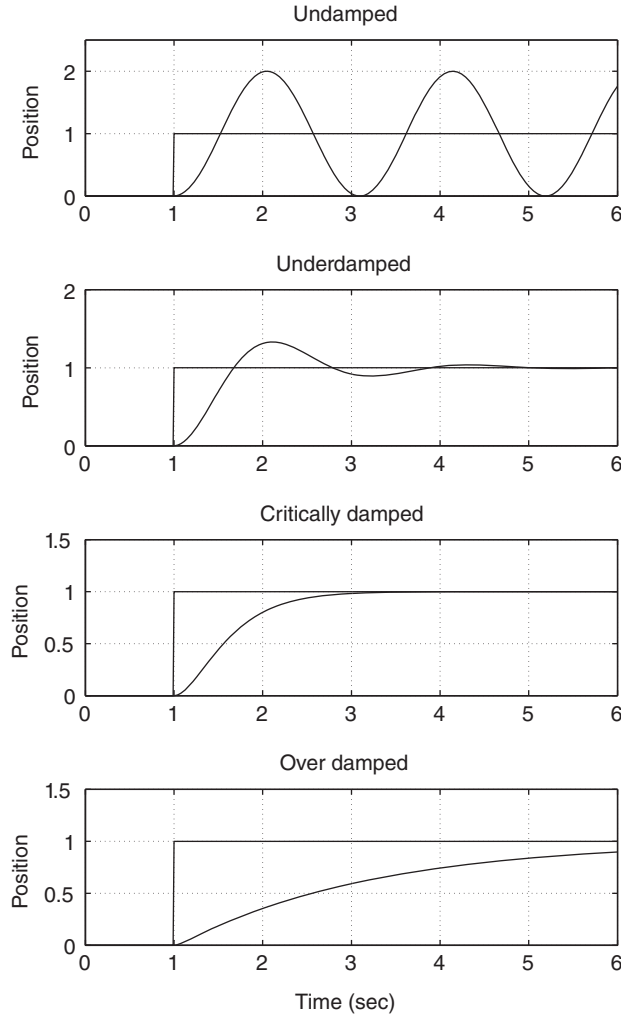 Undamped
Position
2
1
0
0 1 2 3 4 5 6
Underdamped
Position
2
1
0
0 1 2 3 4 5 6
Critically damped
Position
1.5
1
0.5
0
0 1 2 3 4 5 6
Over damped
Position
1.5
1
0.5
0
0 1 2 3 4 5 6
Time (sec)